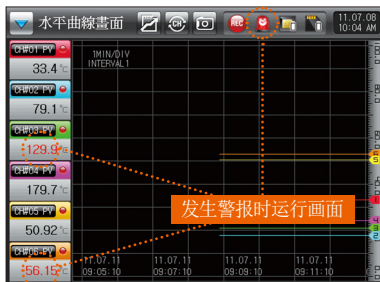 水平曲線畫面
CH
REC
11.07.08
10:04 AM
CH#01 PV
33.4℃
1MIN/DIV
INTERVAL1
CH#02 PV
79.1℃
CH#03 PV
129.9℃
CH#04 PV
179.7℃
CH#05 PV
50.92℃
CH#06 PV
56.15℃
发生警报时运行画面
11.07.11 11.07.11 11.07.11 11.07.11
09:05:10 09:07:10 09:09:10 09:11:10